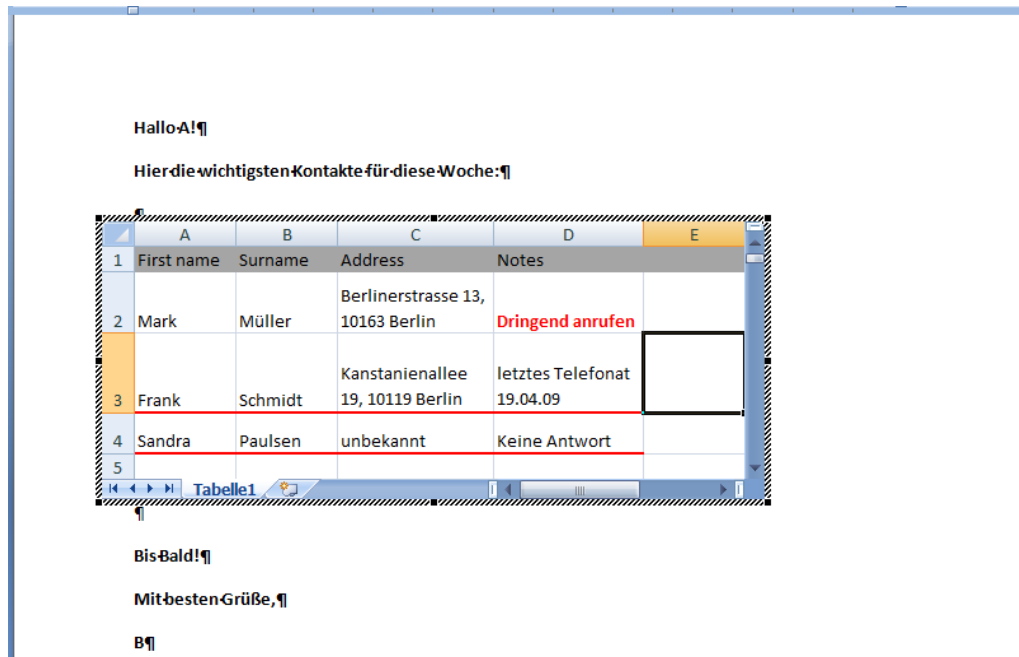 Hallo·A!¶
Hier·die·wichtigsten·Kontakte·für·diese·Woche:¶
¶
A B C D E
1 First name Surname Address Notes
Berlinerstrasse 13,
2 Mark Müller 10163 Berlin Dringend anrufen
Kanstanienallee letztes Telefonat
3 Frank Schmidt 19, 10119 Berlin 19.04.09
4 Sandra Paulsen unbekannt Keine Antwort
5
Tabelle1
¶
Bis·Bald!¶
Mit·besten·Grüße,¶
B¶